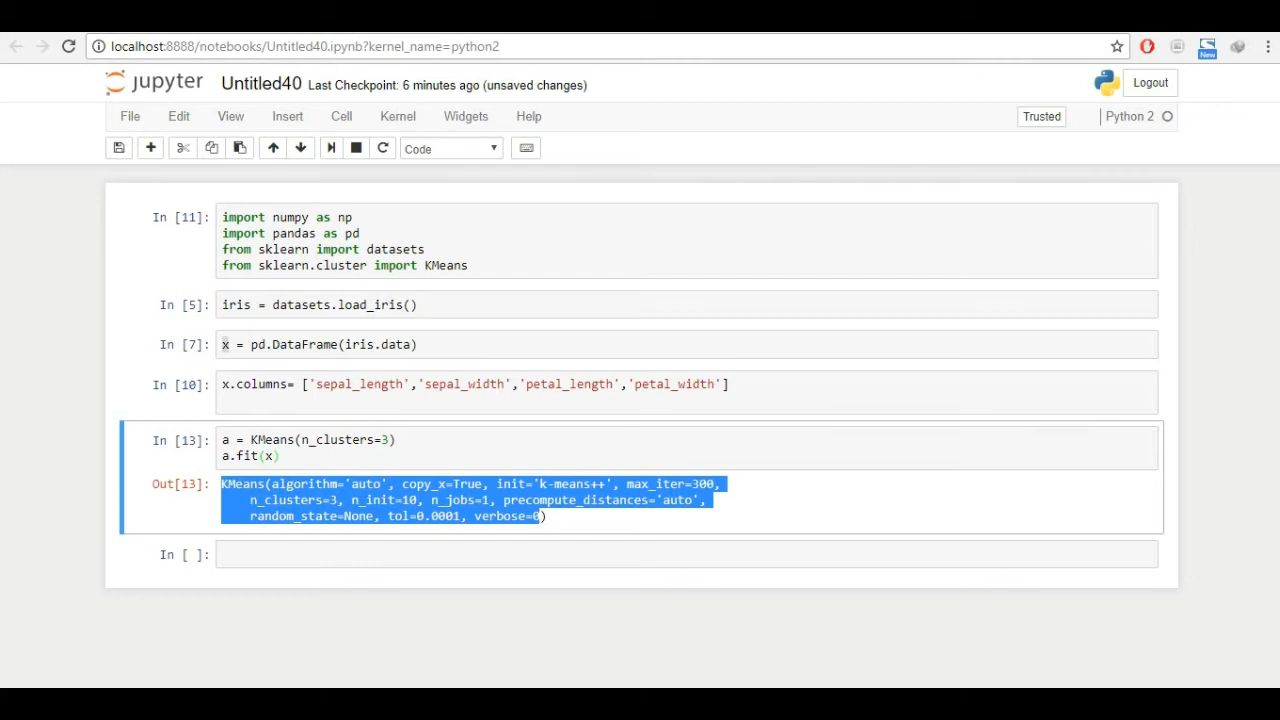 localhost:8888/notebooks/Untitled40.ipynb?kernel_name=python2
New
jupyter Untitled40 Last Checkpoint: 6 minutes ago (unsaved changes) Logout
File Edit View Insert Cell Kernel Widgets Help Trusted Python 2
Code
In [11]: import numpy as np
import pandas as pd
from sklearn import datasets
from sklearn.cluster import KMeans
In [5]: iris = datasets.load_iris()
In [7]: x = pd.DataFrame(iris.data)
In [10]: x.columns= ['sepal_length','sepal_width','petal_length','petal_width']
In [13]: a = KMeans(n_clusters=3)
a.fit(x)
Out[13]: KMeans(algorithm='auto', copy_x=True, init='k-means++', max_iter=300,
n_clusters=3, n_init=10, n_jobs=1, precompute_distances='auto',
random_state=None, tol=0.0001, verbose=0)
In [ ]: